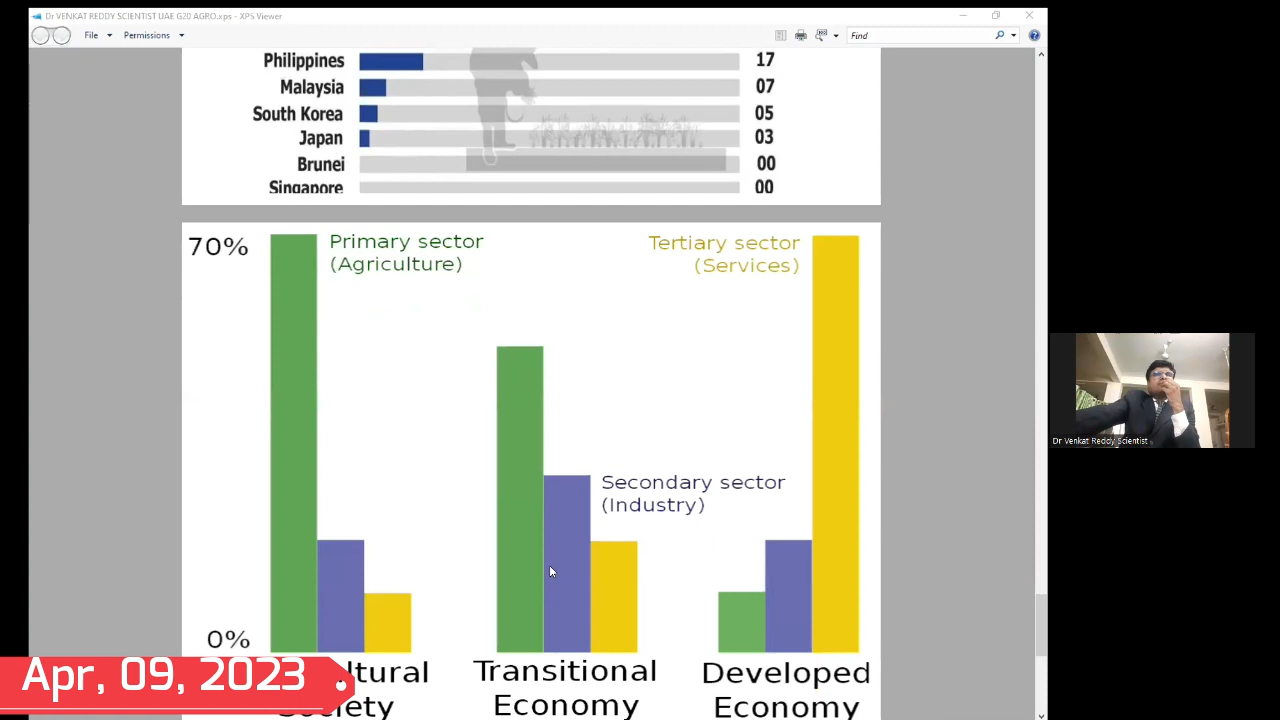 Dr VENKAT REDDY SCIENTIST UAE G20 AGRO.xps - XPS Viewer
File Permissions Find
Philippines 17
Malaysia 07
South Korea 05
Japan 03
Brunei 00
Singapore 00
70%
Primary sector
(Agriculture)
Tertiary sector
(Services)
Secondary sector
(Industry)
0%
Transitional
Economy
Developed
Economy
Society
Apr, 09, 2023
Dr Venkat Reddy Scientist